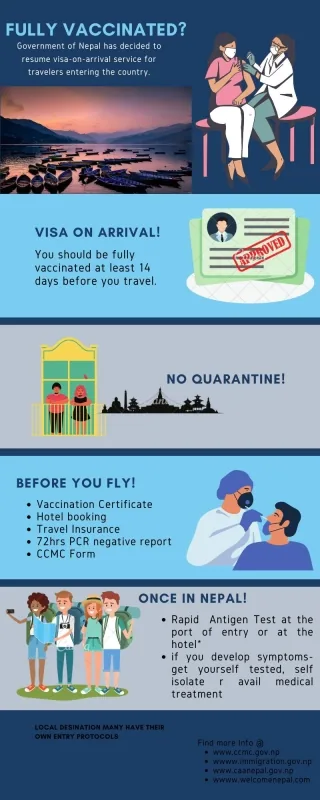 FULLY VACCINATED?
Government of Nepal has decided to
resume visa-on-arrival service for
travelers entering the country.
VISA ON ARRIVAL!
You should be fully
vaccinated at least 14
days before you travel.
APPROVED
NO QUARANTINE!
BEFORE YOU FLY!
• Vaccination Certificate
• Hotel booking
• Travel Insurance
• 72hrs PCR negative report
• CCMC Form
ONCE IN NEPAL!
• Rapid Antigen Test at the
port of entry or at the
hotel*
• if you develop symptoms-
get yourself tested, self
isolate r avail medical
treatment
LOCAL DESINATION MANY HAVE THEIR
OWN ENTRY PROTOCOLS
Find more Info @
• www.ccmc.gov.np
• www.immigration.gov.np
• www.caanepal.gov.np
• www.welcomenepal.com